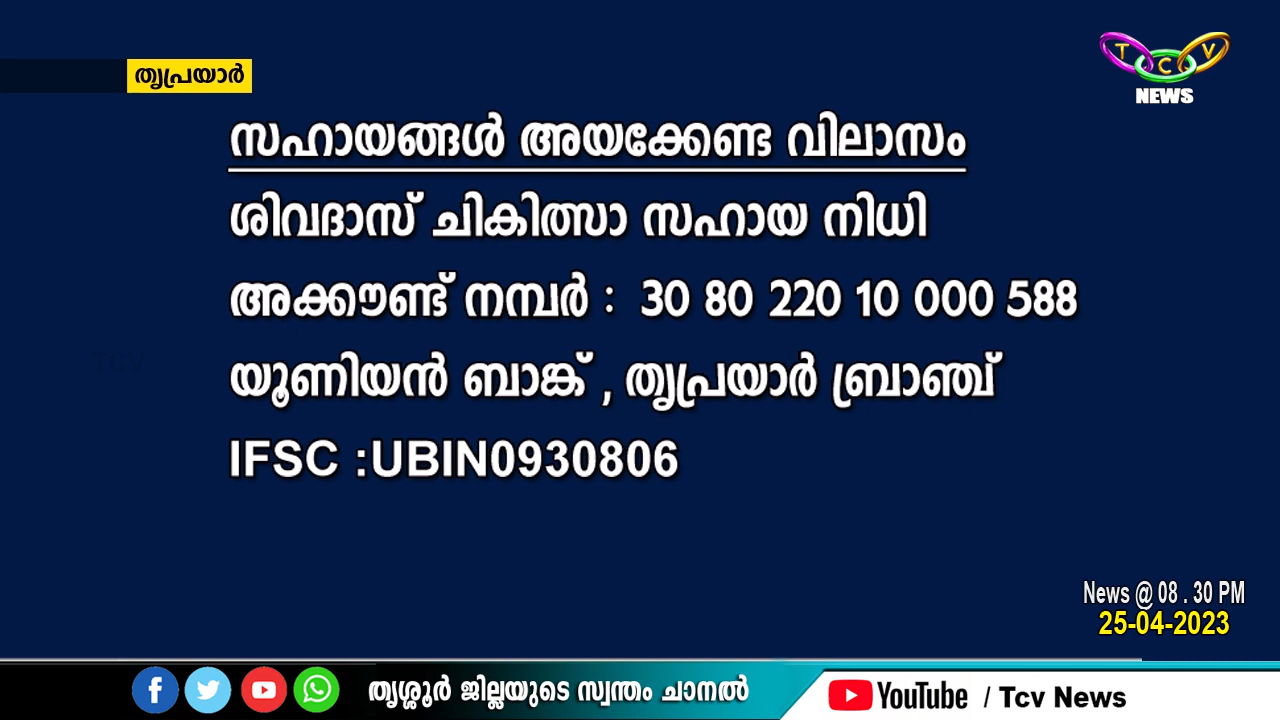 T C V
NEWS
തൃപ്രയാർ
സഹായങ്ങൾ അയക്കേണ്ട വിലാസം
ശിവദാസ് ചികിത്സാ സഹായ നിധി
അക്കൗണ്ട് നമ്പർ : 30 80 220 10 000 588
യൂണിയൻ ബാങ്ക് , തൃപ്രയാർ ബ്രാഞ്ച്
IFSC :UBIN0930806
TCV
News @ 08 . 30 PM
25-04-2023
തൃശ്ശൂർ ജില്ലയുടെ സ്വന്തം ചാനൽ
YouTube / Tcv News